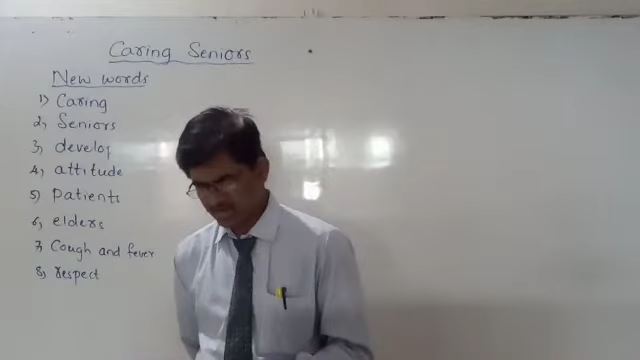 Caring Seniors
New words
1) Caring
2, Seniors
3, develop
4, attitude
5) Patients
6, elders
7, Cough and fever
8, respect